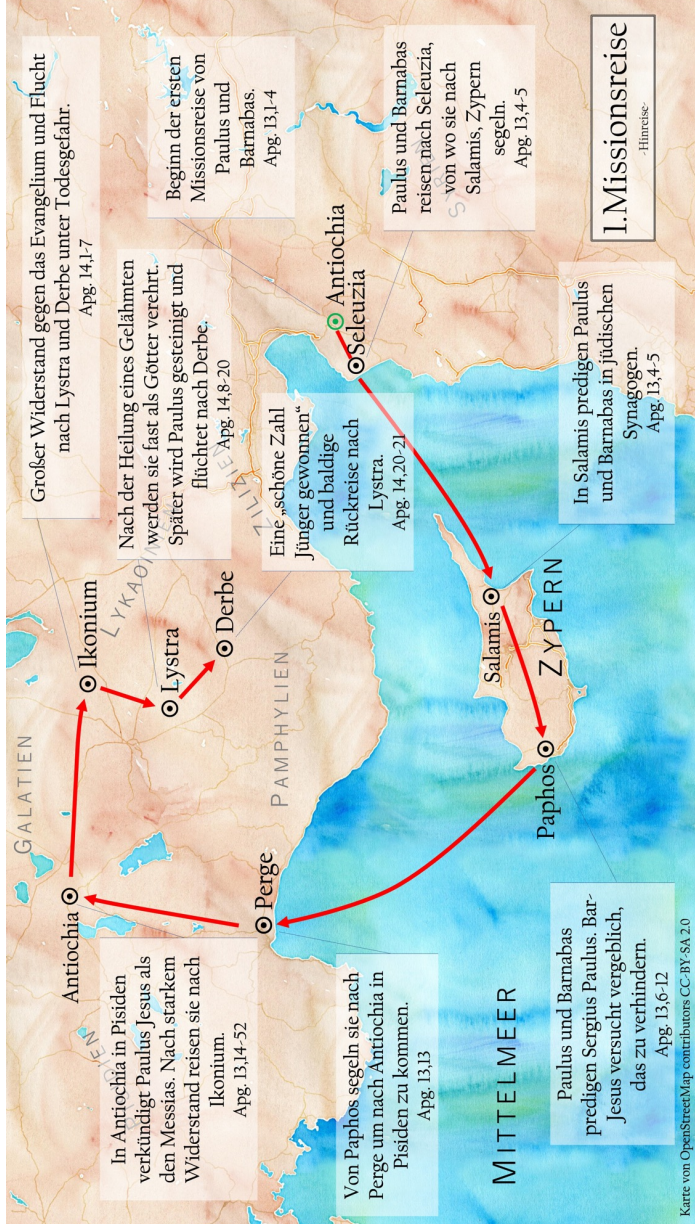 GALATIEN
Antiochia
Ikonium
Großer Widerstand gegen das Evangelium und Flucht
nach Lystra und Derbe unter Todesgefahr.
Apg. 14,1-7
PISIDIEN
In Antiochia in Pisiden
verkündigt Paulus Jesus als
den Messias. Nach starkem
Widerstand reisen sie nach
Ikonium.
Apg. 13,14-52
LYKAOINIEN
Lystra
Nach der Heilung eines Gelähmten
werden sie fast als Götter verehrt.
Später wird Paulus gesteinigt und
flüchtet nach Derbe.
Apg. 14,8-20
Beginn der ersten
Missionsreise von
Paulus und
Barnabas.
Apg. 13,1-4
Perge
PAMPHYLIEN
Derbe
ZILIZIEN
Eine „schöne Zahl
Jünger gewonnen“
und baldige
Rückreise nach
Lystra.
Apg. 14,20-21
Antiochia
Seleuzia
Von Paphos segeln sie nach
Perge um nach Antiochia in
Pisiden zu kommen.
Apg. 13,13
Paulus und Barnabas
reisen nach Seleuzia,
von wo sie nach
Salamis, Zypern
segeln.
Apg. 13,4-5
SYRIEN
MITTELMEER
Salamis
Paphos
ZYPERN
Paulus und Barnabas
predigen Sergius Paulus. Bar-
Jesus versucht vergeblich,
das zu verhindern.
Apg. 13,6-12
In Salamis predigen Paulus
und Barnabas in jüdischen
Synagogen.
Apg. 13,4-5
1.Missionsreise
-Hinreise-
Karte von OpenStreetMap contributors CC-BY-SA 2.0